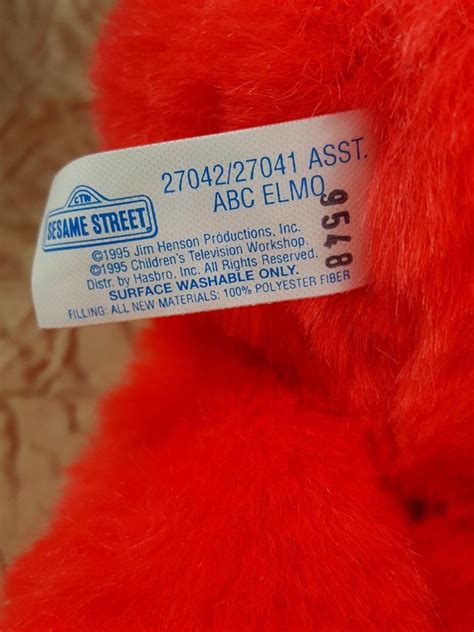 27042/27041 ASST.
ABC ELMO
CTW
SESAME STREET
©1995 Jim Henson Productions, Inc.
©1995 Children's Television Workshop.
Distr. by Hasbro, Inc. All Rights Reserved.
SURFACE WASHABLE ONLY.
FILLING: ALL NEW MATERIALS: 100% POLYESTER FIBER
9548